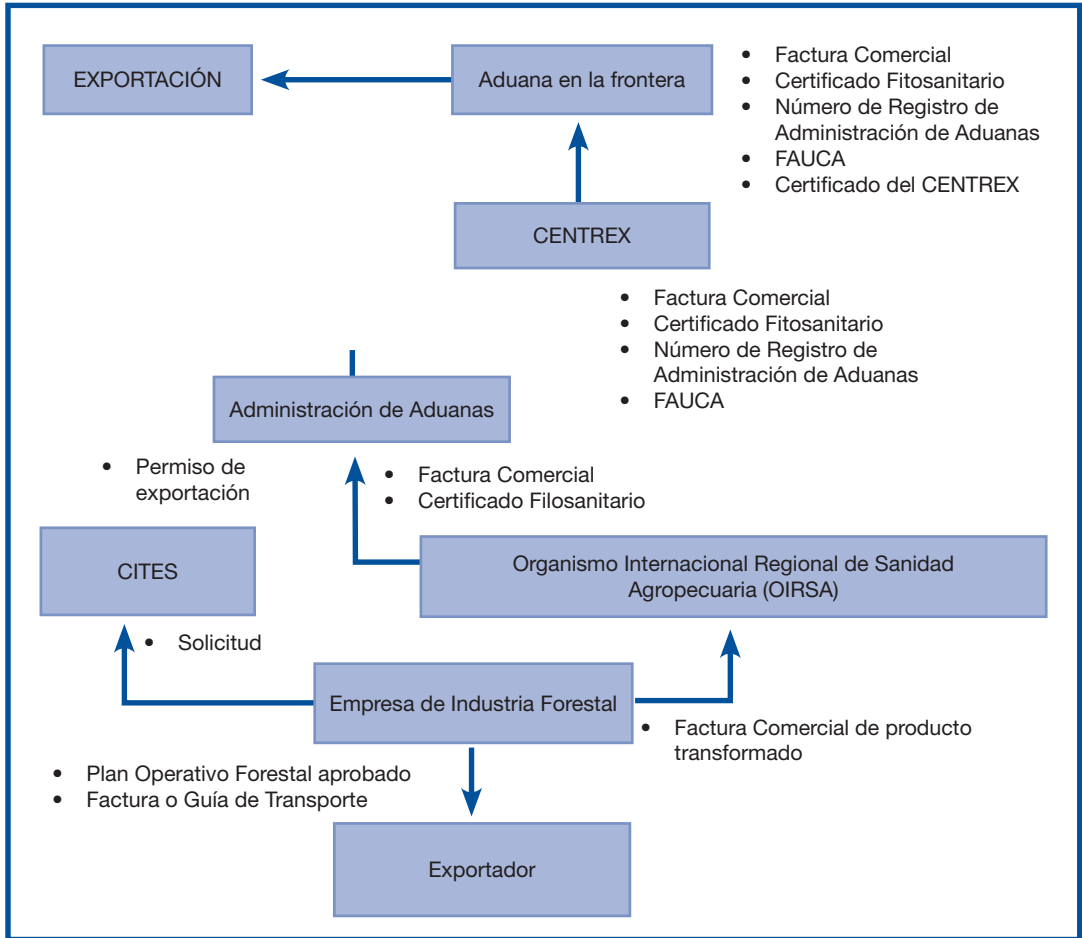 EXPORTACIÓN
Aduana en la frontera
• Factura Comercial
• Certificado Fitosanitario
• Número de Registro de
Administración de Aduanas
• FAUCA
• Certificado del CENTREX
CENTREX
• Factura Comercial
• Certificado Fitosanitario
• Número de Registro de
Administración de Aduanas
• FAUCA
Administración de Aduanas
• Permiso de
exportación
• Factura Comercial
• Certificado Filosanitario
CITES
Organismo Internacional Regional de Sanidad
Agropecuaria (OIRSA)
• Solicitud
Empresa de Industria Forestal
• Factura Comercial de producto
transformado
• Plan Operativo Forestal aprobado
• Factura o Guía de Transporte
Exportador